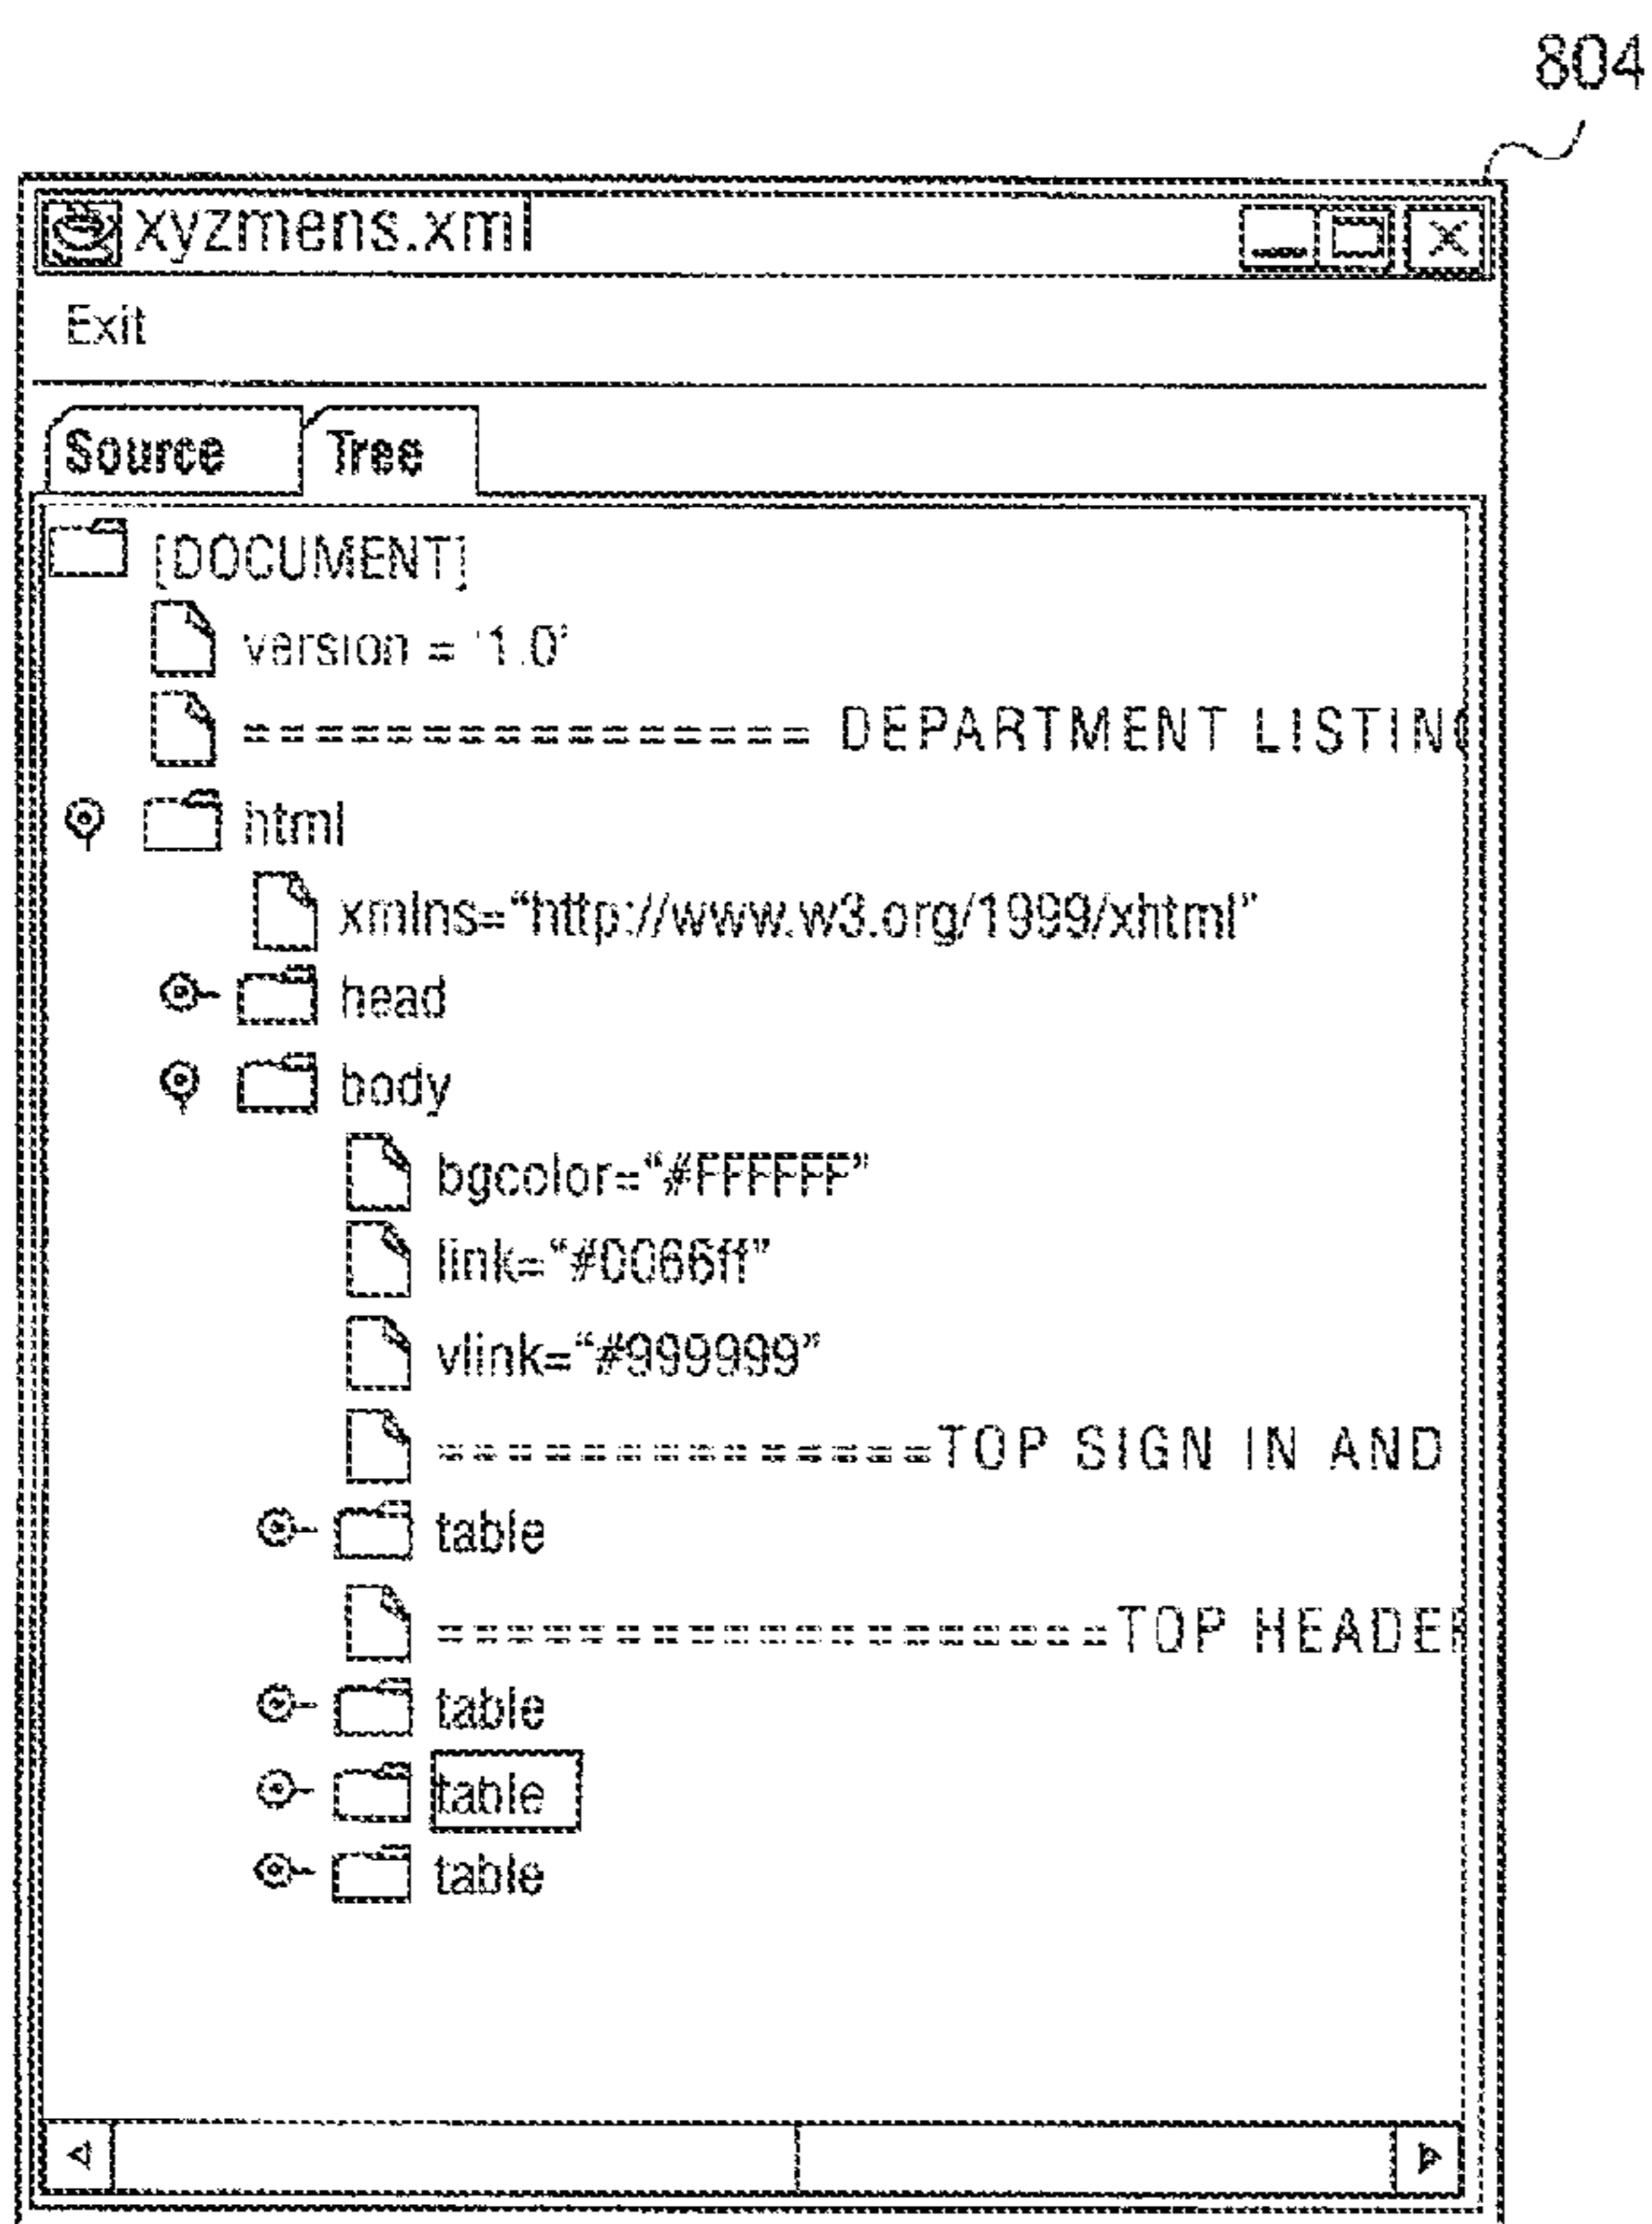 804
xyzmens.xml
Exit
Source Tree
[DOCUMENT]
version = '1.0'
================ DEPARTMENT LISTING
html
xmlns="http://www.w3.org/1999/xhtml"
head
body
bgcolor="#FFFFFF"
link="#0066ff"
vlink="#999999"
==============TOP SIGN IN AND
table
===================TOP HEADER
table
table
table